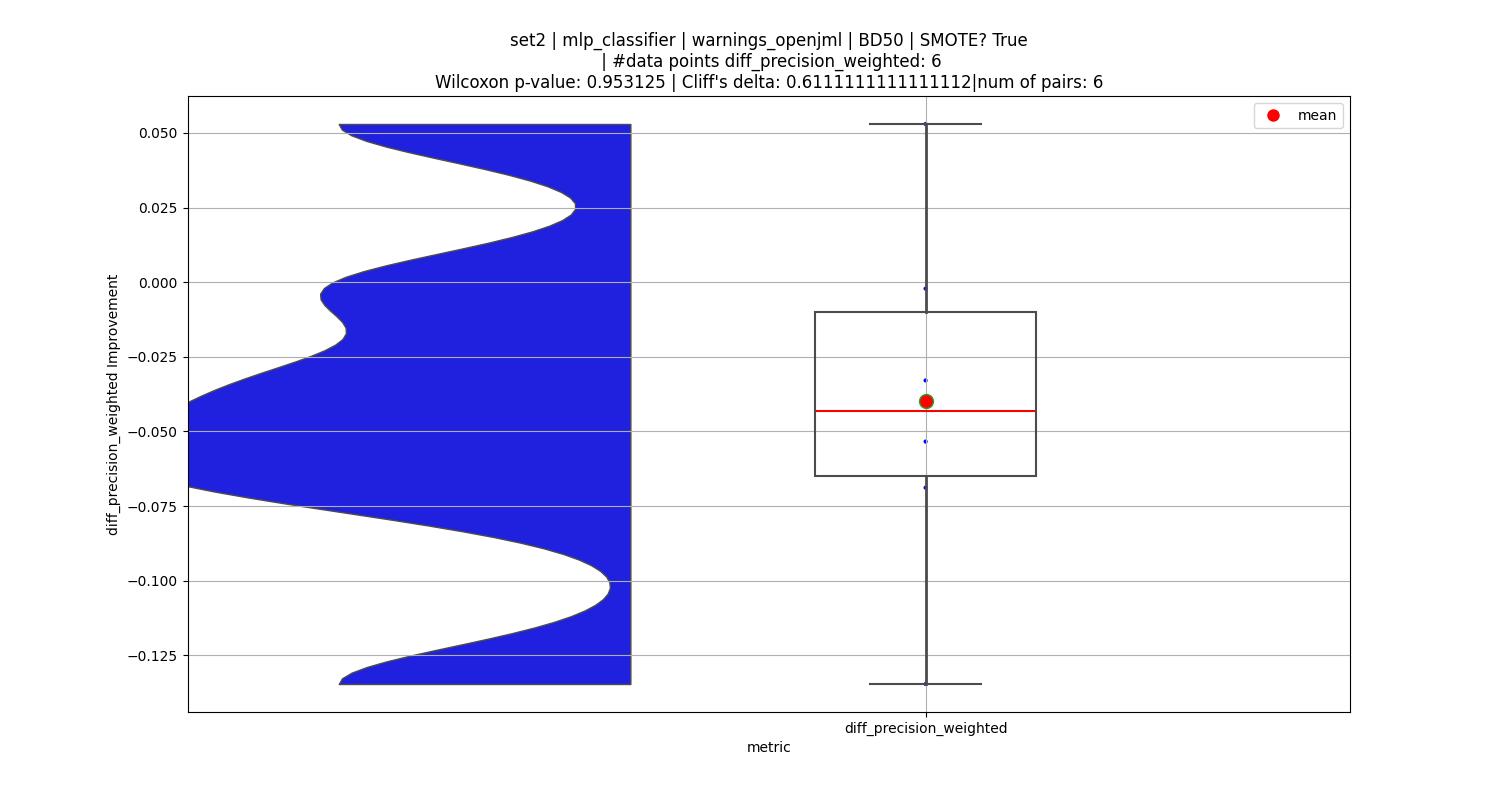 set2 | mlp_classifier | warnings_openjml | BD50 | SMOTE? True
| #data points diff_precision_weighted: 6
Wilcoxon p-value: 0.953125 | Cliff's delta: 0.6111111111111112|num of pairs: 6
mean
0.050
0.025
0.000
−0.025
−0.050
−0.075
−0.100
−0.125
diff_precision_weighted Improvement
diff_precision_weighted
metric